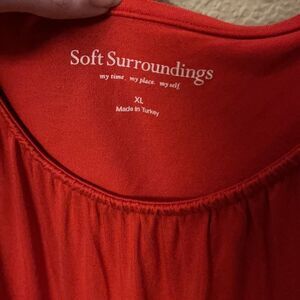 Soft Surroundings
my time. my place. my self.
XL
Made in Turkey